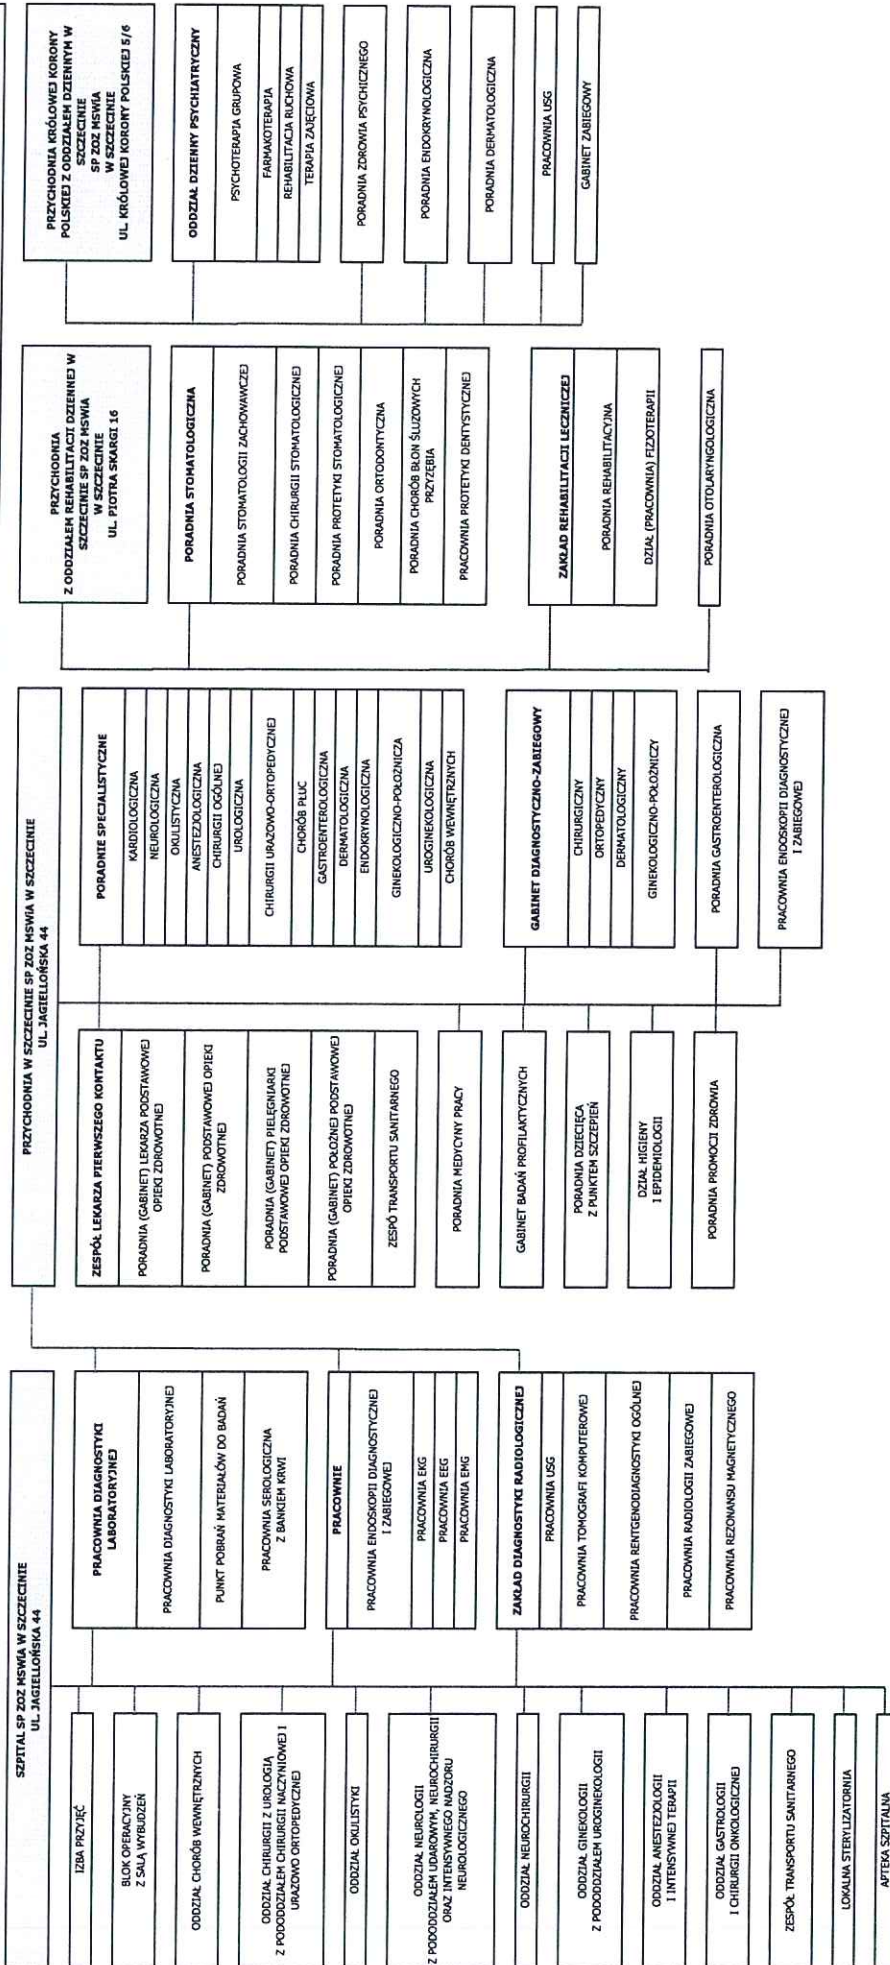 SZPITAL SP ZOZ MSWIA W SZCZECINIE
UL. JAGIELLOŃSKA 44
IZBA PRZYJĘĆ
BLOK OPERACYJNY
Z SALĄ WYBUDZEŃ
ODDZIAŁ CHORÓB WEWNĘTRZNYCH
ODDZIAŁ CHIRURGII Z UROLOGIĄ
Z PODODDZIAŁEM CHIRURGII NACZYNIOWEJ I
URAZOWO ORTOPEDYCZNEJ
ODDZIAŁ OKULISTYKI
ODDZIAŁ NEUROLOGII
Z PODODDZIAŁEM UDAROWYM, NEUROCHIRURGII
ORAZ INTENSYWNEGO NADZORU
NEUROLOGICZNEGO
ODDZIAŁ NEUROCHIRURGII
ODDZIAŁ GINEKOLOGII
Z PODODDZIAŁEM UROGINEKOLOGII
ODDZIAŁ ANESTEZJOLOGII
I INTENSYWNEJ TERAPII
ODDZIAŁ GASTROLOGII
I CHIRURGII ONKOLOGICZNEJ
ZESPÓŁ TRANSPORTU SANITARNEGO
LOKALNA STERYLIZATORNIA
APTEKA SZPITALNA
PRACOWNIA DIAGNOSTYKI
LABORATORYJNEJ
PRACOWNIA DIAGNOSTYKI LABORATORYJNEJ
PUNKT POBRAŃ MATERIAŁÓW DO BADAŃ
PRACOWNIA SEROLOGICZNA
Z BANKIEM KRWI
PRACOWNIE
PRACOWNIA ENDOSKOPII DIAGNOSTYCZNEJ
I ZABIEGOWEJ
PRACOWNIA EKG
PRACOWNIA EEG
PRACOWNIA EMG
ZAKŁAD DIAGNOSTYKI RADIOLOGICZNEJ
PRACOWNIA USG
PRACOWNIA TOMOGRAFI KOMPUTEROWEJ
PRACOWNIA RENTGENODIAGNOSTYKI OGÓLNEJ
PRACOWNIA RADIOLOGII ZABIEGOWEJ
PRACOWNIA REZONANSU MAGNETYCZNEGO
PRZYCHODNIA W SZCZECINIE SP ZOZ MSWIA W SZCZECINIE
UL. JAGIELLOŃSKA 44
ZESPÓŁ LEKARZA PIERWSZEGO KONTAKTU
PORADNIA (GABINET) LEKARZA PODSTAWOWEJ
OPIEKI ZDROWOTNEJ
PORADNIA (GABINET) PODSTAWOWEJ OPIEKI
ZDROWOTNEJ
PORADNIA (GABINET) PIELĘGNIARKI
PODSTAWOWEJ OPIEKI ZDROWOTNEJ
PORADNIA (GABINET) POŁOŻNEJ PODSTAWOWEJ
OPIEKI ZDROWOTNEJ
ZESPÓ TRANSPORTU SANITARNEGO
PORADNIA MEDYCYNY PRACY
GABINET BADAŃ PROFILAKTYCZNYCH
PORADNIA DZIECIĘCA
Z PUNKTEM SZCZEPIEŃ
DZIAŁ HIGIENY
I EPIDEMIOLOGII
PORADNIA PROMOCJI ZDROWIA
PORADNIE SPECJALISTYCZNE
KARDIOLOGICZNA
NEUROLOGICZNA
OKULISTYCZNA
ANESTEZJOLOGICZNA
CHIRURGII OGÓLNEJ
UROLOGICZNA
CHIRURGII URAZOWO-ORTOPEDYCZNEJ
CHORÓB PŁUC
GASTROENTEROLOGICZNA
DERMATOLOGICZNA
ENDOKRYNOLOGICZNA
GINEKOLOGICZNO-POŁOŻNICZA
UROGINEKOLOGICZNA
CHORÓB WEWNĘTRZNYCH
GABINET DIAGNOSTYCZNO-ZABIEGOWY
CHIRURGICZNY
ORTOPEDYCZNY
DERMATOLOGICZNY
GINEKOLOGICZNO-POŁOŻNICZY
PORADNIA GASTROENTEROLOGICZNA
PRACOWNIA ENDOSKOPII DIAGNOSTYCZNEJ
I ZABIEGOWEJ
PRZYCHODNIA
Z ODDZIAŁEM REHABILITACJI DZIENNEJ W
SZCZECINIE SP ZOZ MSWIA
W SZCZECINIE
UL. PIOTRA SKARGI 16
PORADNIA STOMATOLOGICZNA
PORADNIA STOMATOLOGII ZACHOWAWCZEJ
PORADNIA CHIRURGII STOMATOLOGICZNEJ
PORADNIA PROTETYKI STOMATOLOGICZNEJ
PORADNIA ORTODONTYCZNA
PORADNIA CHORÓB BŁON ŚLUZOWYCH
PRZYZĘBIA
PRACOWNIA PROTETYKI DENTYSTYCZNEJ
ZAKŁAD REHABILITACJI LECZNICZEJ
PORADNIA REHABILITACYJNA
DZIAŁ (PRACOWNIA) FIZJOTERAPII
PORADNIA OTOLARYNGOLOGICZNA
PRZYCHODNIA KRÓLOWEJ KORONY
POLSKIEJ Z ODDZIAŁEM DZIENNYM W
SZCZECINIE
SP ZOZ MSWIA
W SZCZECINIE
UL. KRÓLOWEJ KORONY POLSKIEJ 5/6
ODDZIAŁ DZIENNY PSYCHIATRYCZNY
PSYCHOTERAPIA GRUPOWA
FARMAKOTERAPIA
REHABILITACJA RUCHOWA
TERAPIA ZAJĘCIOWA
PORADNIA ZDROWIA PSYCHICZNEGO
PORADNIA ENDOKRYNOLOGICZNA
PORADNIA DERMATOLOGICZNA
PRACOWNIA USG
GABINET ZABIEGOWY